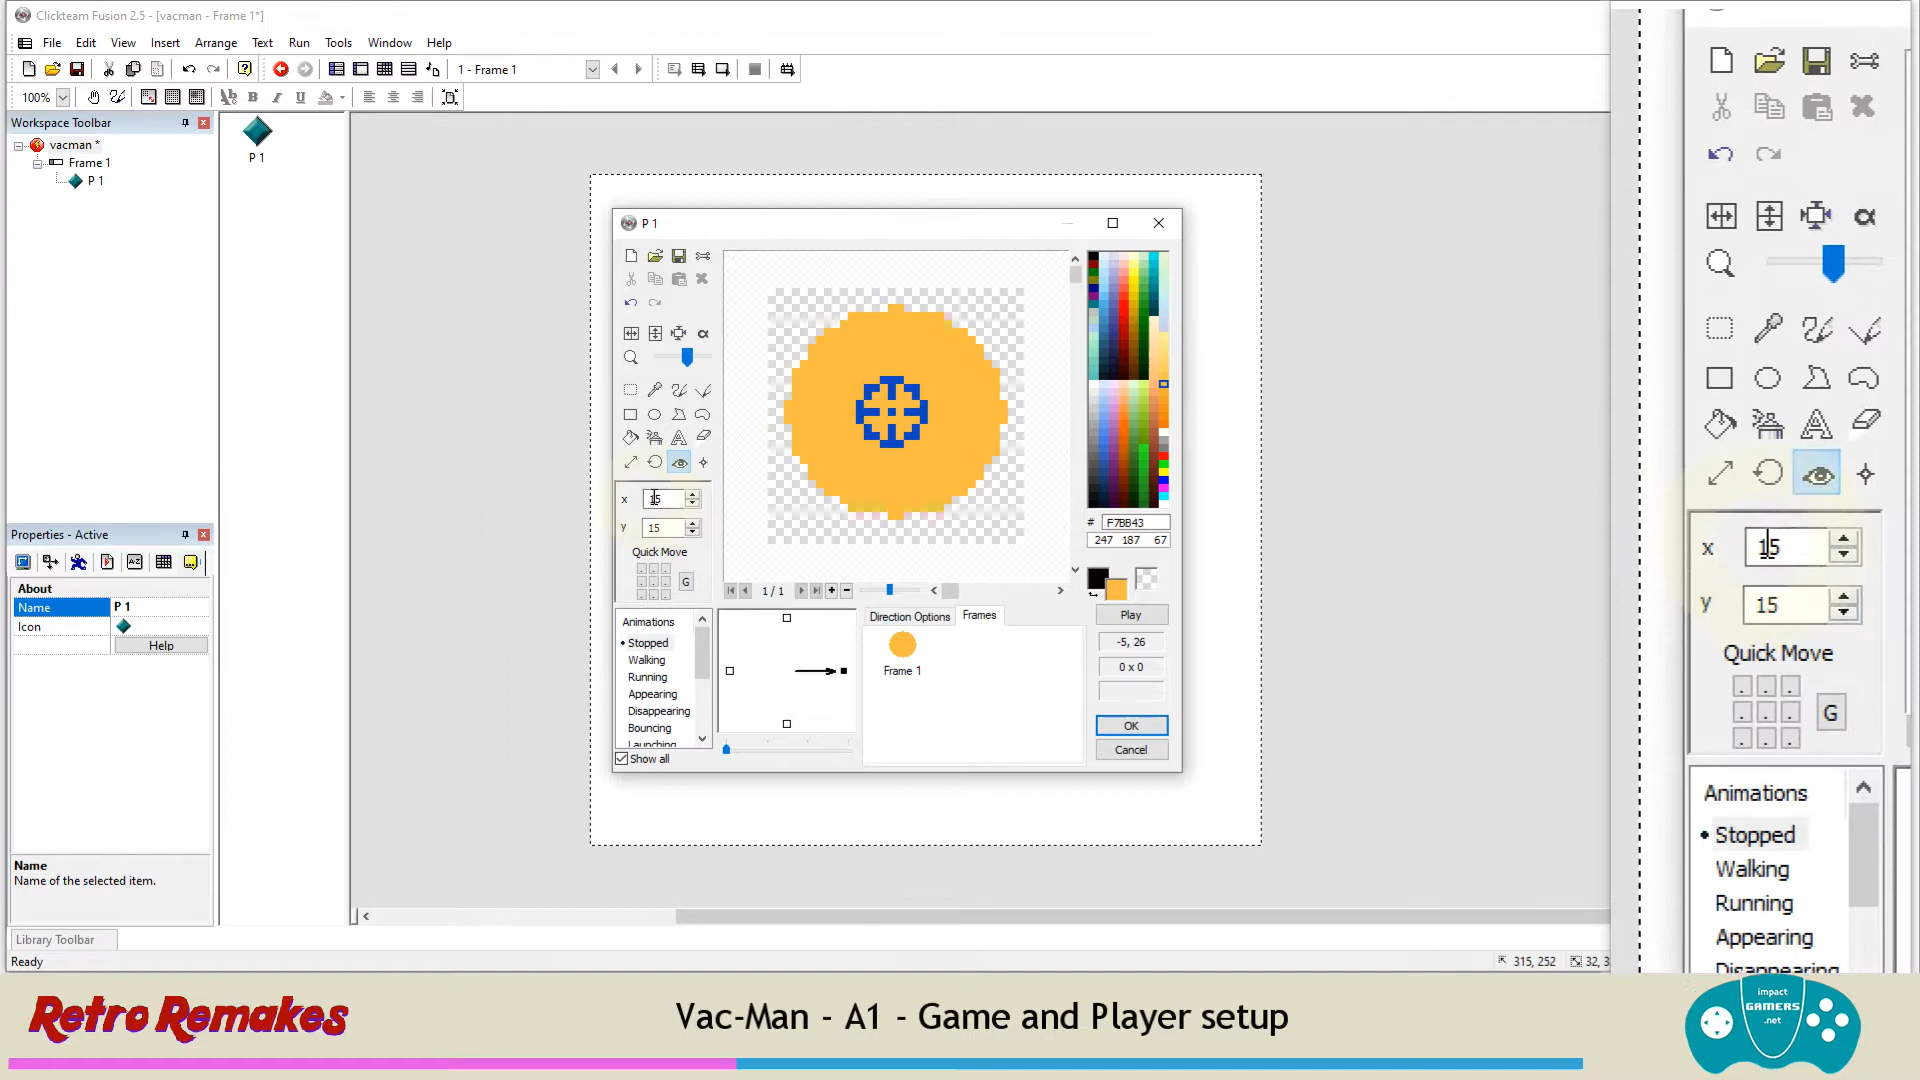 Clickteam Fusion 2.5 - [vacman - Frame 1*]
File Edit View Insert Arrange Text Run Tools Window Help
1 - Frame 1
100%
Workspace Toolbar
vacman *
Frame 1
P 1
P 1
P 1
x 15
y 15
Quick Move
G
1 / 1
# F7BB43
247 187 67
Animations
Stopped
Walking
Running
Appearing
Disappearing
Bouncing
Launching
Show all
Direction Options Frames
Frame 1
Play
-5, 26
0 x 0
OK
Cancel
Properties - Active
About
Name P 1
Icon
Help
Name
Name of the selected item.
Library Toolbar
Ready
315, 252
x 15
y 15
Quick Move
G
Animations
Stopped
Walking
Running
Appearing
Disappearing
Retro Remakes
Vac-Man - A1 - Game and Player setup
impact
GAMERS
.net